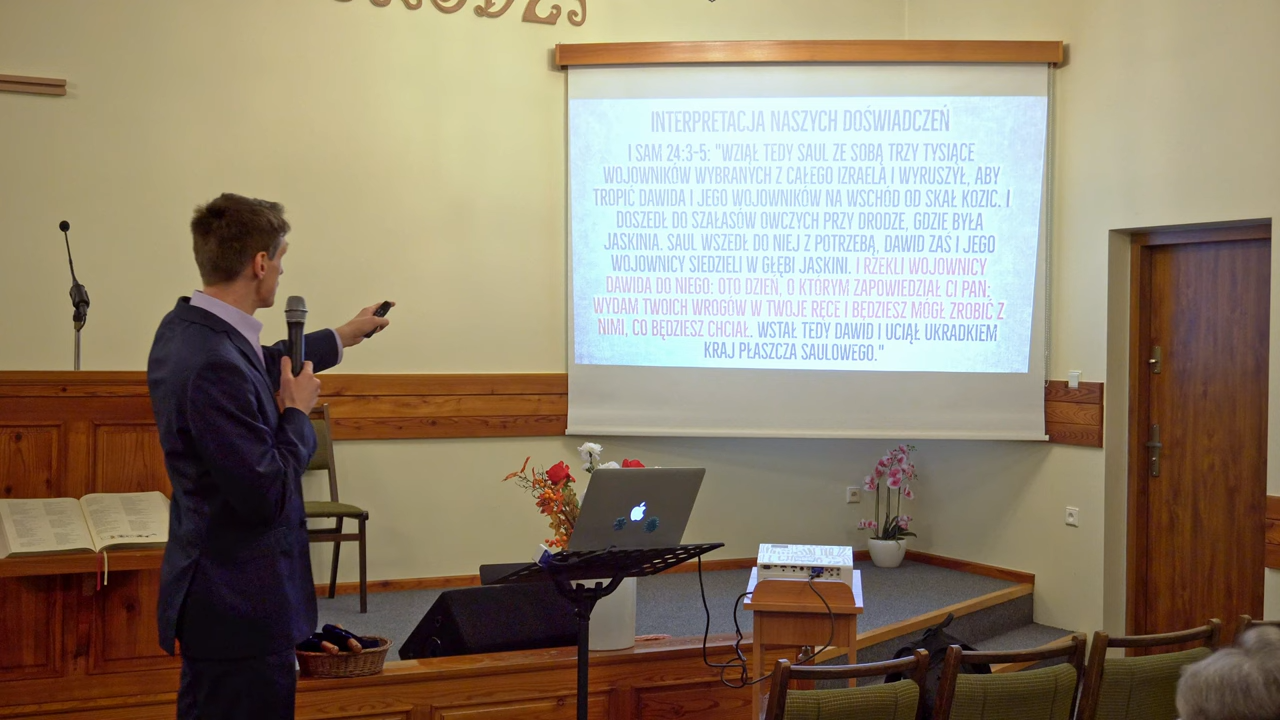 INTERPRETACJA NASZYCH DOŚWIADCZEŃ
I SAM 24:3-5: "WZIĄŁ TEDY SAUL ZE SOBĄ TRZY TYSIĄCE
WOJOWNIKÓW WYBRANYCH Z CAŁEGO IZRAELA I WYRUSZYŁ, ABY
TROPIĆ DAWIDA I JEGO WOJOWNIKÓW NA WSCHÓD OD SKAŁ KOZIC. I
DOSZEDŁ DO SZAŁASÓW OWCZYCH PRZY DRODZE, GDZIE BYŁA
JASKINIA. SAUL WSZEDŁ DO NIEJ Z POTRZEBĄ, DAWID ZAŚ I JEGO
WOJOWNICY SIEDZIELI W GŁĘBI JASKINI. I RZEKLI WOJOWNICY
DAWIDA DO NIEGO: OTO DZIEŃ, O KTÓRYM ZAPOWIEDZIAŁ CI PAN:
WYDAM TWOICH WROGÓW W TWOJE RĘCE I BĘDZIESZ MÓGŁ ZROBIĆ Z
NIMI, CO BĘDZIESZ CHCIAŁ. WSTAŁ TEDY DAWID I UCIĄŁ UKRADKIEM
KRAJ PŁASZCZA SAULOWEGO."